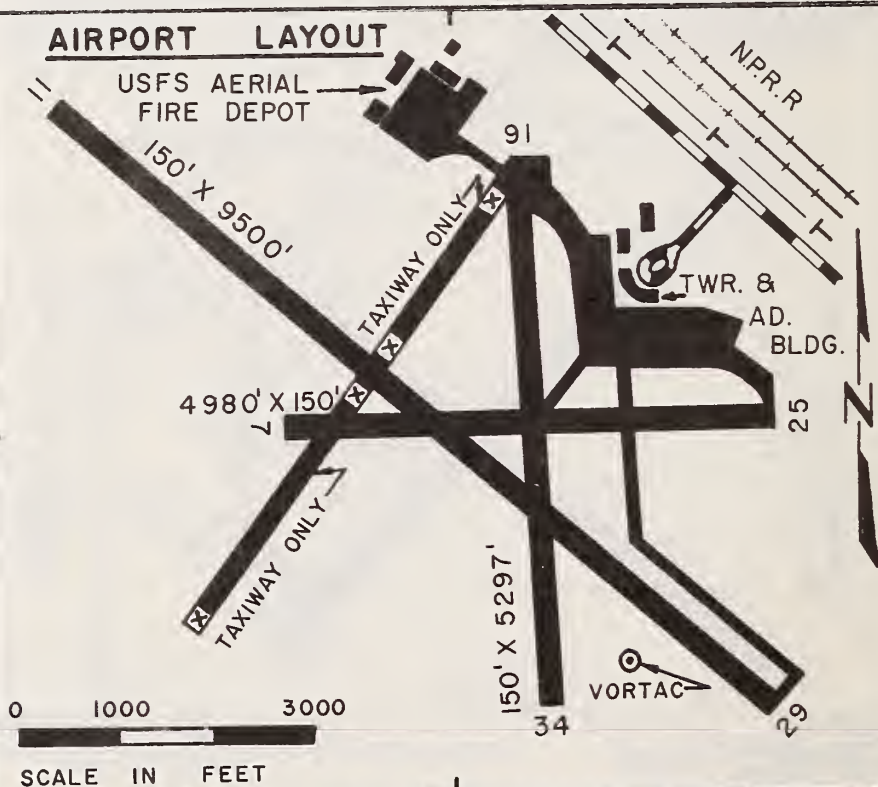 AIRPORT LAYOUT
USFS AERIAL
FIRE DEPOT
N.P.R.R
11
16
150' X 9500'
TAXIWAY ONLY
T
T
T
TWR. &
AD.
BLDG.
X
X
X
4980' X 150'
7
25
N
TAXIWAY ONLY
X
150' X 5297'
VORTAC
34
29
0 1000 3000
SCALE IN FEET